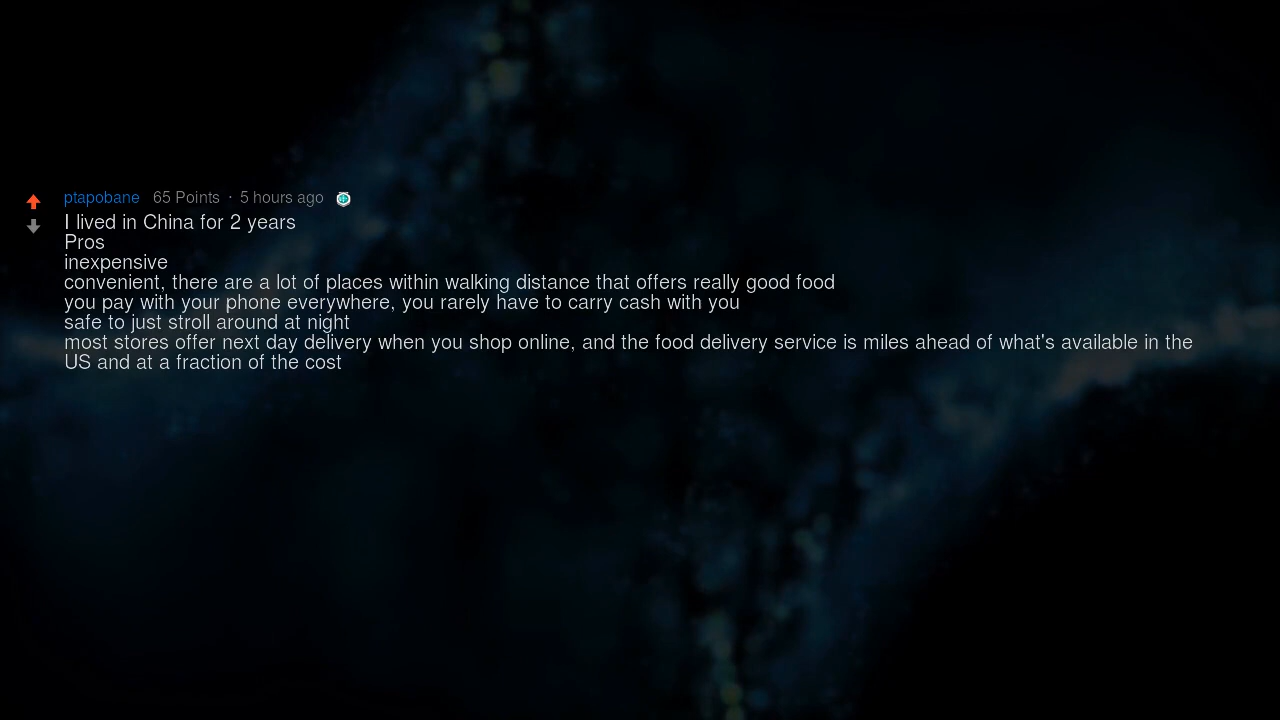 ptapobane 65 Points · 5 hours ago
I lived in China for 2 years
Pros
inexpensive
convenient, there are a lot of places within walking distance that offers really good food
you pay with your phone everywhere, you rarely have to carry cash with you
safe to just stroll around at night
most stores offer next day delivery when you shop online, and the food delivery service is miles ahead of what's available in the
US and at a fraction of the cost